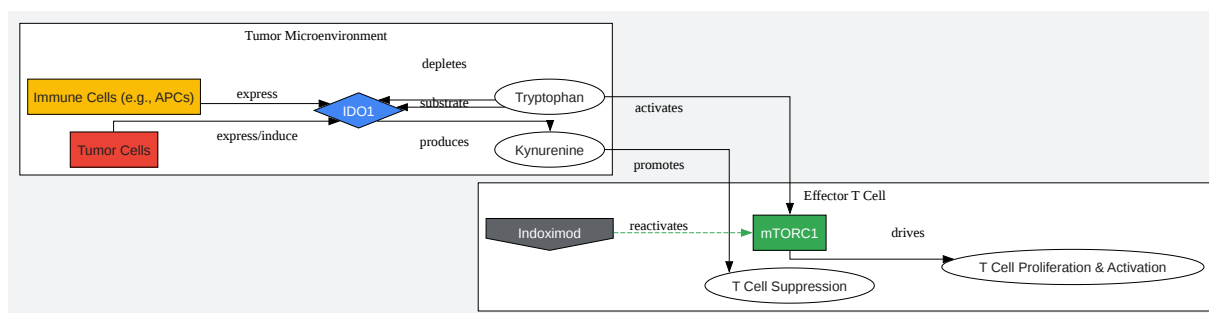 Tumor Microenvironment
depletes
Immune Cells (e.g., APCs)
express
IDO1
substrate
Tryptophan
activates
Tumor Cells
express/induce
produces
Kynurenine
promotes
Effector T Cell
Indoximod
reactivates
mTORC1
drives
T Cell Proliferation & Activation
T Cell Suppression